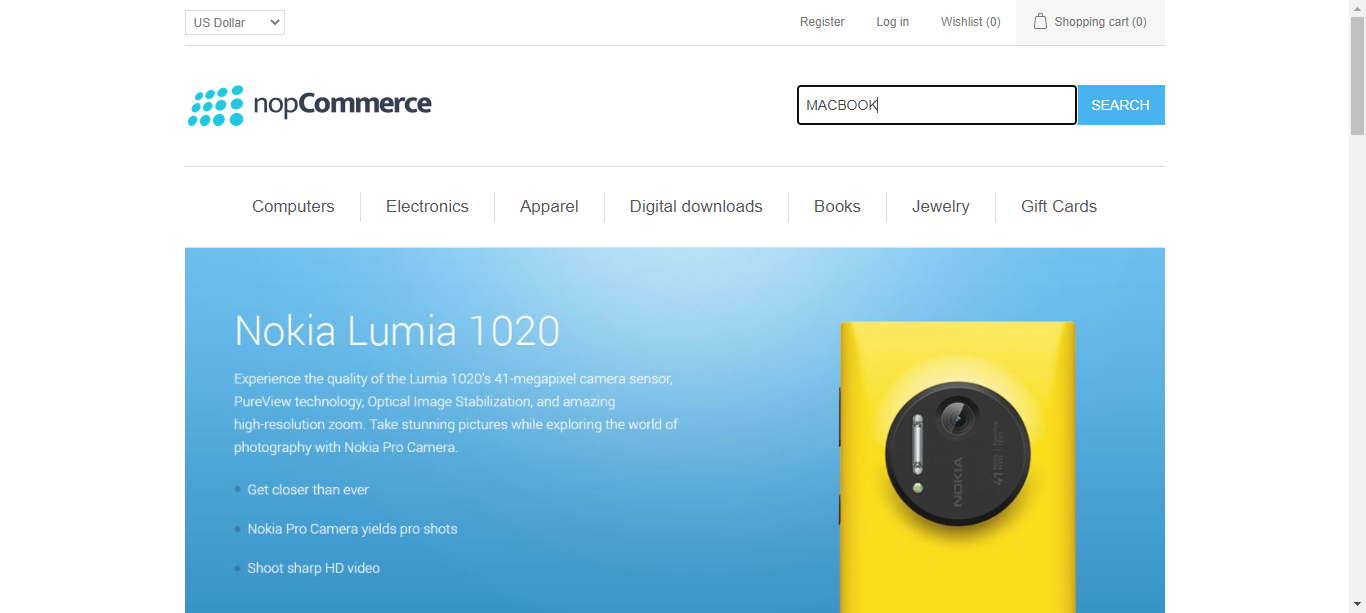 US Dollar
Register
Log in
Wishlist (0)
Shopping cart (0)
nopCommerce
MACBOOK
SEARCH
Computers
Electronics
Apparel
Digital downloads
Books
Jewelry
Gift Cards
Nokia Lumia 1020
Experience the quality of the Lumia 1020's 41-megapixel camera sensor,
PureView technology, Optical Image Stabilization, and amazing
high-resolution zoom. Take stunning pictures while exploring the world of
photography with Nokia Pro Camera.
Get closer than ever
Nokia Pro Camera yields pro shots
Shoot sharp HD video
NOKIA
41